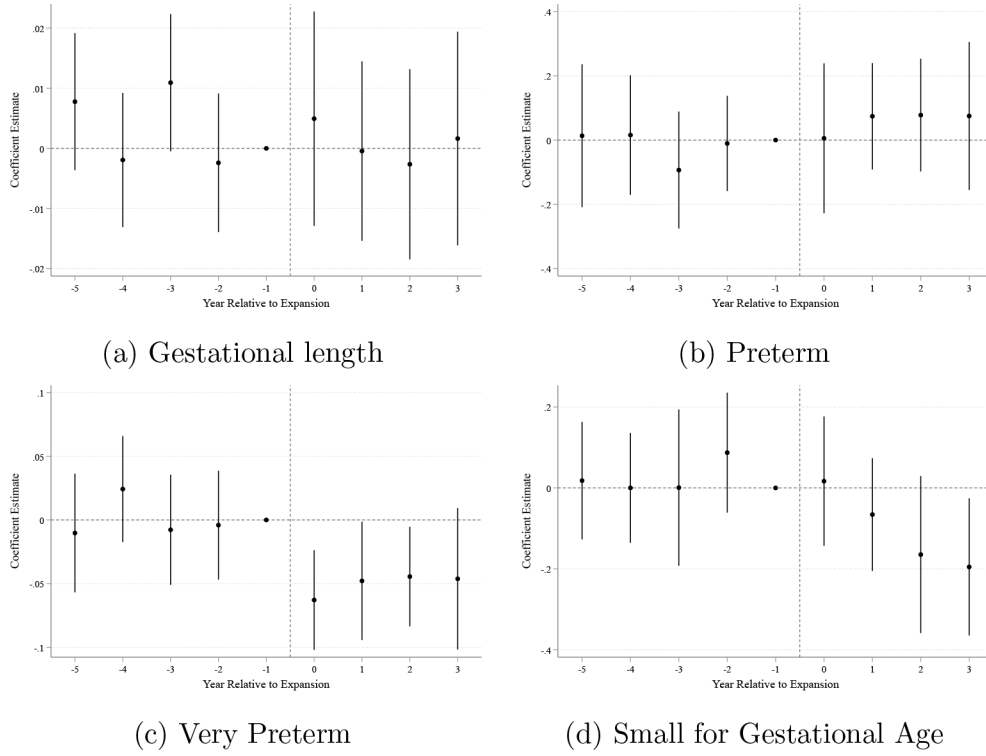 .02
.01
0
-.01
-.02
Coefficient Estimate
-5 -4 -3 -2 -1 0 1 2 3
Year Relative to Expansion
(a) Gestational length
.4
.2
0
-.2
-.4
Coefficient Estimate
-5 -4 -3 -2 -1 0 1 2 3
Year Relative to Expansion
(b) Preterm
.1
.05
0
-.05
-.1
Coefficient Estimate
-5 -4 -3 -2 -1 0 1 2 3
Year Relative to Expansion
(c) Very Preterm
.2
0
-.2
-.4
Coefficient Estimate
-5 -4 -3 -2 -1 0 1 2 3
Year Relative to Expansion
(d) Small for Gestational Age